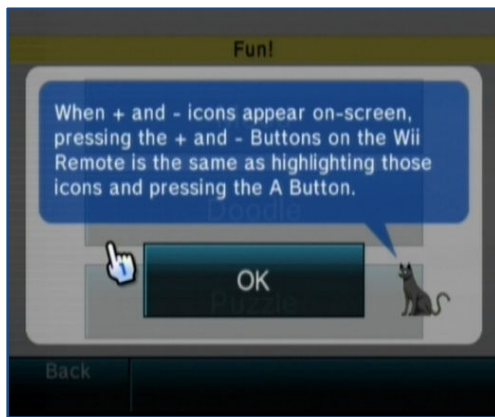 Fun!
When + and - icons appear on-screen,
pressing the + and - Buttons on the Wii
Remote is the same as highlighting those
icons and pressing the A Button.
Doodle
1
OK
Puzzle
Back